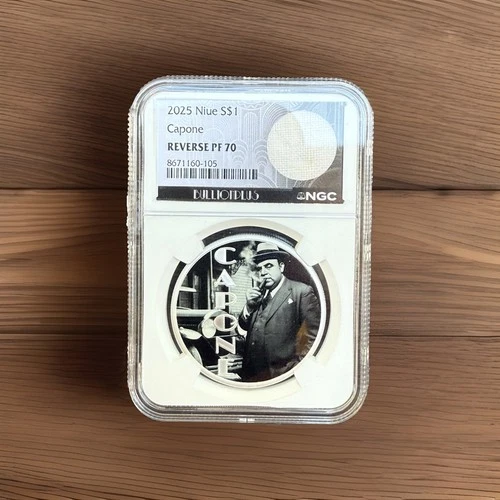 2025 Niue S$1
Capone
REVERSE PF 70
8671160-105
BULLIONPLUS
NGC
CAPONE